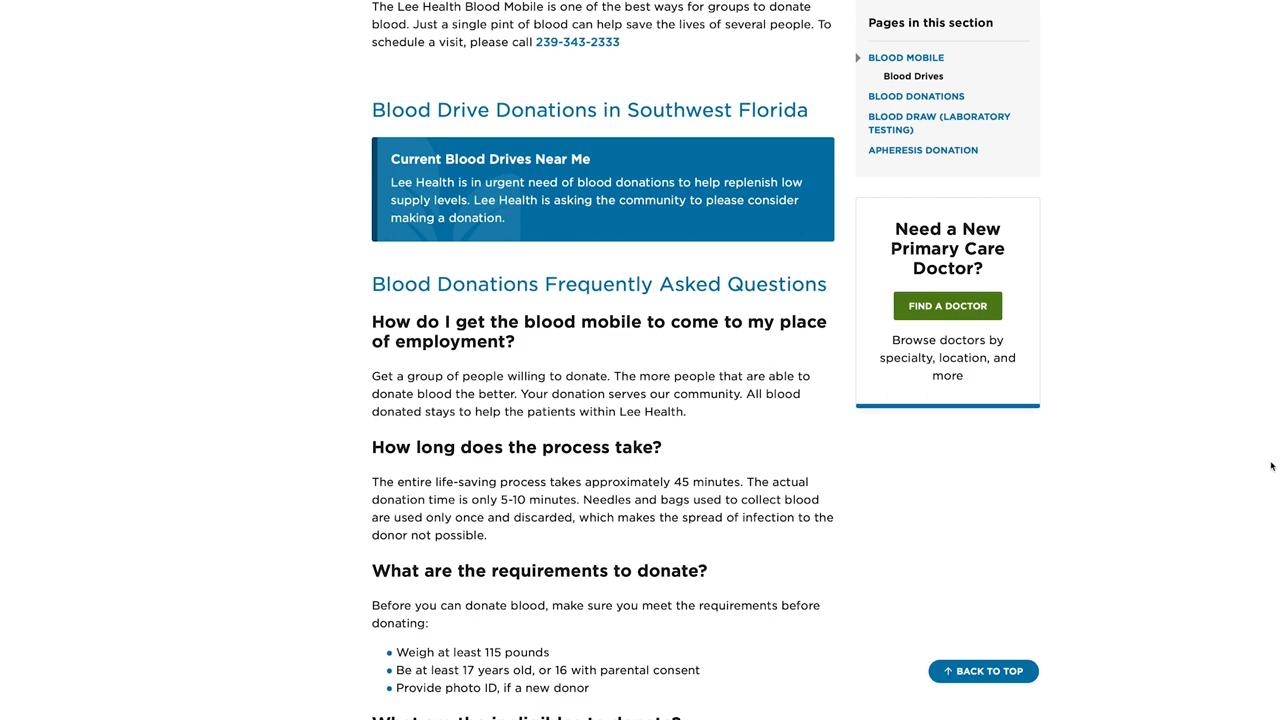 The Lee Health Blood Mobile is one of the best ways for groups to donate
blood. Just a single pint of blood can help save the lives of several people. To
schedule a visit, please call 239-343-2333
Blood Drive Donations in Southwest Florida
Current Blood Drives Near Me
Lee Health is in urgent need of blood donations to help replenish low
supply levels. Lee Health is asking the community to please consider
making a donation.
Blood Donations Frequently Asked Questions
How do I get the blood mobile to come to my place
of employment?
Get a group of people willing to donate. The more people that are able to
donate blood the better. Your donation serves our community. All blood
donated stays to help the patients within Lee Health.
How long does the process take?
The entire life-saving process takes approximately 45 minutes. The actual
donation time is only 5-10 minutes. Needles and bags used to collect blood
are used only once and discarded, which makes the spread of infection to the
donor not possible.
What are the requirements to donate?
Before you can donate blood, make sure you meet the requirements before
donating:
• Weigh at least 115 pounds
• Be at least 17 years old, or 16 with parental consent
• Provide photo ID, if a new donor
Pages in this section
BLOOD MOBILE
Blood Drives
BLOOD DONATIONS
BLOOD DRAW (LABORATORY
TESTING)
APHERESIS DONATION
Need a New
Primary Care
Doctor?
FIND A DOCTOR
Browse doctors by
specialty, location, and
more
↑ BACK TO TOP